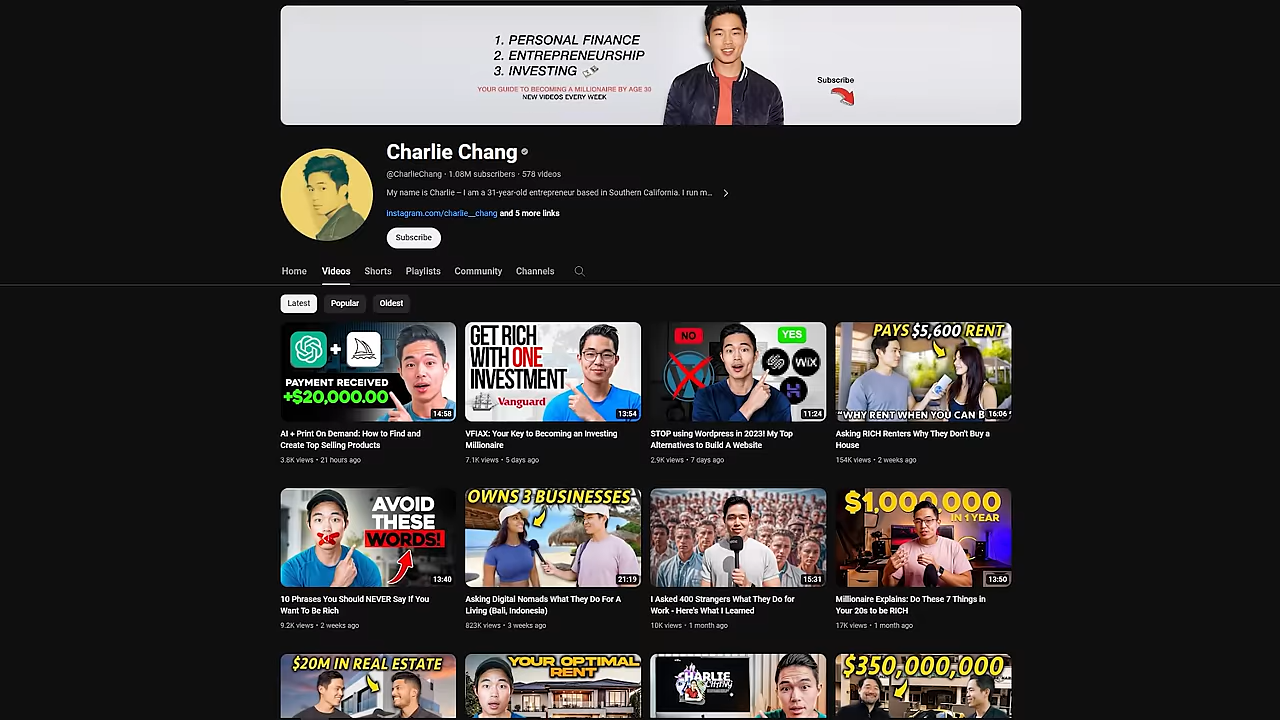 1. PERSONAL FINANCE
2. ENTREPRENEURSHIP
3. INVESTING
YOUR GUIDE TO BECOMING A MILLIONAIRE BY AGE 30
NEW VIDEOS EVERY WEEK
Subscribe
Charlie Chang
@CharlieChang · 1.08M subscribers · 578 videos
My name is Charlie – I am a 31-year-old entrepreneur based in Southern California. I run m...
instagram.com/charlie__chang and 5 more links
Subscribe
Home Videos Shorts Playlists Community Channels
Latest Popular Oldest
PAYMENT RECEIVED
+$20,000.00
14:58
AI + Print On Demand: How to Find and
Create Top Selling Products
3.8K views • 21 hours ago
GET RICH
WITH ONE
INVESTMENT
Vanguard
13:54
VFIAX: Your Key to Becoming an Investing
Millionaire
7.1K views • 5 days ago
NO
YES
WIX
11:24
STOP using Wordpress in 2023! My Top
Alternatives to Build A Website
2.9K views • 7 days ago
PAYS $5,600 RENT
"WHY RENT WHEN YOU CAN B
16:06
Asking RICH Renters Why They Don't Buy a
House
154K views • 2 weeks ago
AVOID
THESE
WORDS!
13:40
10 Phrases You Should NEVER Say If You
Want To Be Rich
9.2K views • 2 weeks ago
OWNS 3 BUSINESSES
21:19
Asking Digital Nomads What They Do For A
Living (Bali, Indonesia)
823K views • 3 weeks ago
15:31
I Asked 400 Strangers What They Do for
Work - Here's What I Learned
10K views • 1 month ago
$1,000,000
IN 1 YEAR
13:50
Millionaire Explains: Do These 7 Things in
Your 20s to be RICH
17K views • 1 month ago
$20M IN REAL ESTATE
YOUR OPTIMAL
RENT
CHARLIE
CHANG
$350,000,000